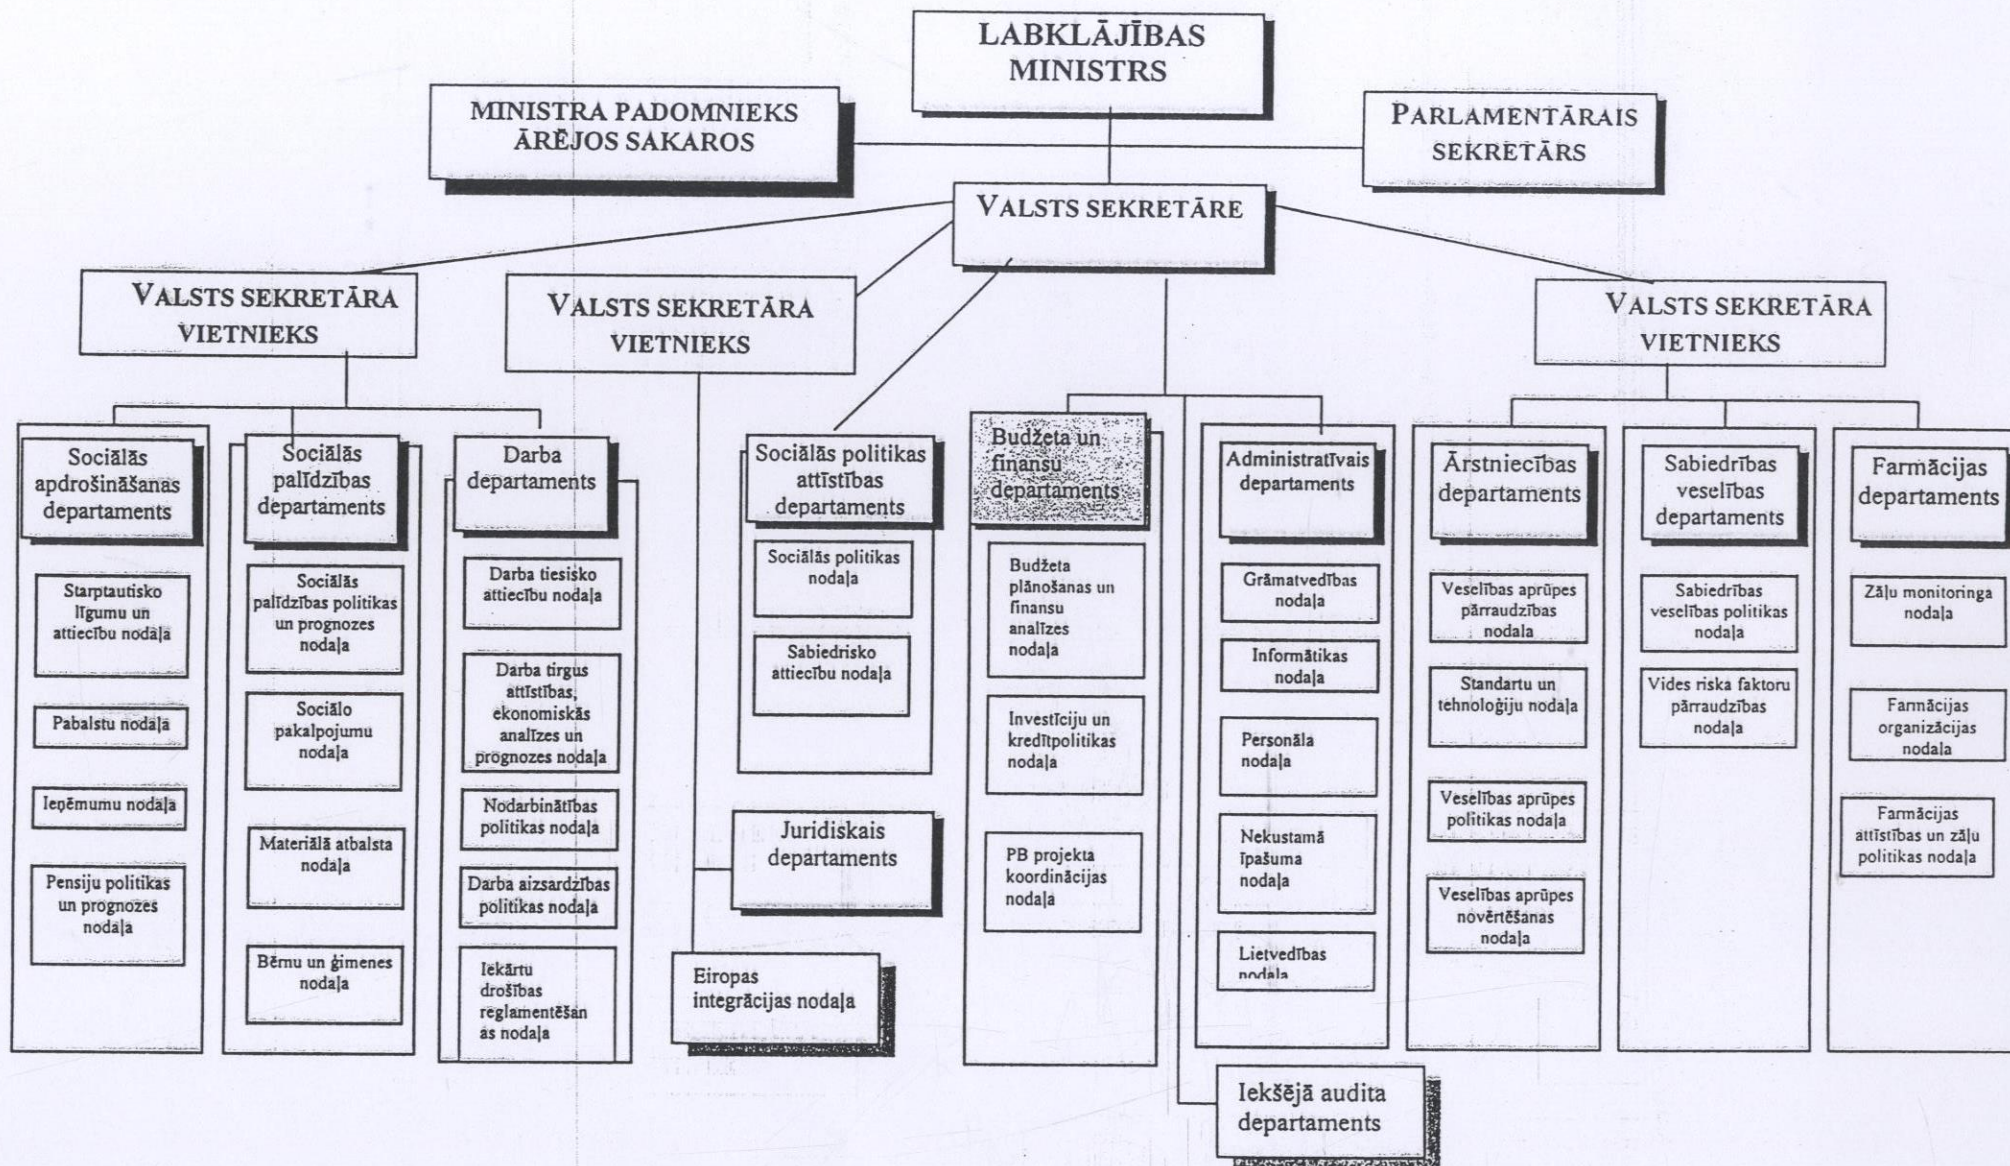 LABKLĀJĪBAS
MINISTRS
MINISTRA PADOMNIEKS
ĀRĒJOS SAKAROS
PARLAMENTĀRAIS
SEKRETĀRS
VALSTS SEKRETĀRE
VALSTS SEKRETĀRA
VIETNIEKS
VALSTS SEKRETĀRA
VIETNIEKS
VALSTS SEKRETĀRA
VIETNIEKS
Sociālās
apdrošināšanas
departaments
Starptautisko
līgumu un
attiecību nodaļa
Pabalstu nodaļa
Ieņēmumu nodaļa
Pensiju politikas
un prognozes
nodaļa
Sociālās
palīdzības
departaments
Sociālās
palīdzības politikas
un prognozes
nodaļa
Sociālo
pakalpojumu
nodaļa
Materiālā atbalsta
nodaļa
Bērnu un ģimenes
nodaļa
Darba
departaments
Darba tiesisko
attiecību nodaļa
Darba tirgus
attīstības,
ekonomiskās
analīzes un
prognozes nodaļa
Nodarbinātības
politikas nodaļa
Darba aizsardzības
politikas nodaļa
Iekārtu
drošības
reglamentēšan
as nodaļa
Sociālās politikas
attīstības
departaments
Sociālās politikas
nodaļa
Sabiedrisko
attiecību nodaļa
Juridiskais
departaments
Eiropas
integrācijas nodaļa
Budžeta un
finansu
departaments
Budžeta
plānošanas un
finansu
analīzes
nodaļa
Investīciju un
kredītpolitikas
nodaļa
PB projekta
koordinācijas
nodaļa
Administratīvais
departaments
Grāmatvedības
nodaļa
Informātikas
nodaļa
Personāla
nodaļa
Nekustamā
īpašuma
nodaļa
Lietvedības
nodaļa
Iekšējā audita
departaments
Ārstniecības
departaments
Veselības aprūpes
pārraudzības
nodala
Standartu un
tehnoloģiju nodaļa
Veselības aprūpes
politikas nodaļa
Veselības aprūpes
novērtēšanas
nodaļa
Sabiedrības
veselības
departaments
Sabiedrības
veselības politikas
nodaļa
Vides riska faktoru
pārraudzības
nodaļa
Farmācijas
departaments
Zāļu monitoringa
nodaļa
Farmācijas
organizācijas
nodaļa
Farmācijas
attīstības un zāļu
politikas nodaļa